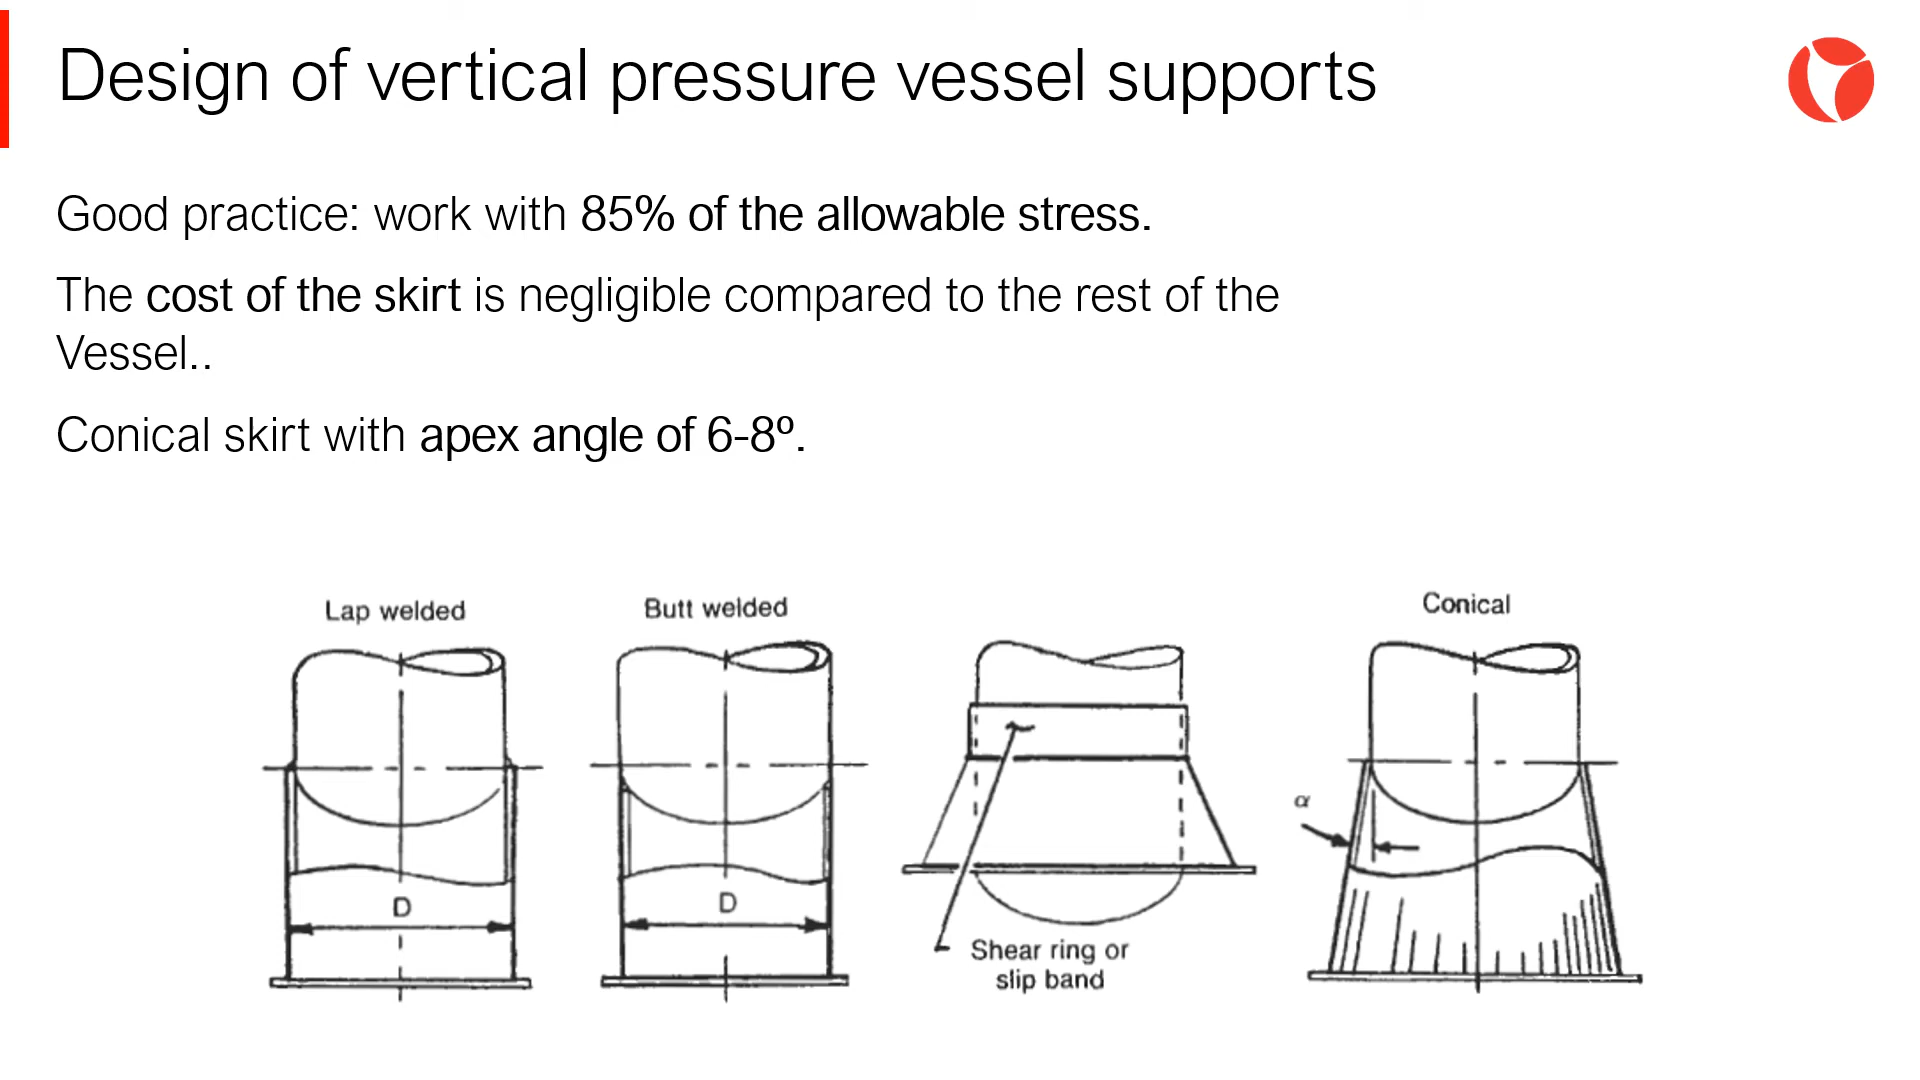 Design of vertical pressure vessel supports
Good practice: work with 85% of the allowable stress.
The cost of the skirt is negligible compared to the rest of the
Vessel..
Conical skirt with apex angle of 6-8º.
Lap welded
Butt welded
Conical
α
D
D
Shear ring or
slip band